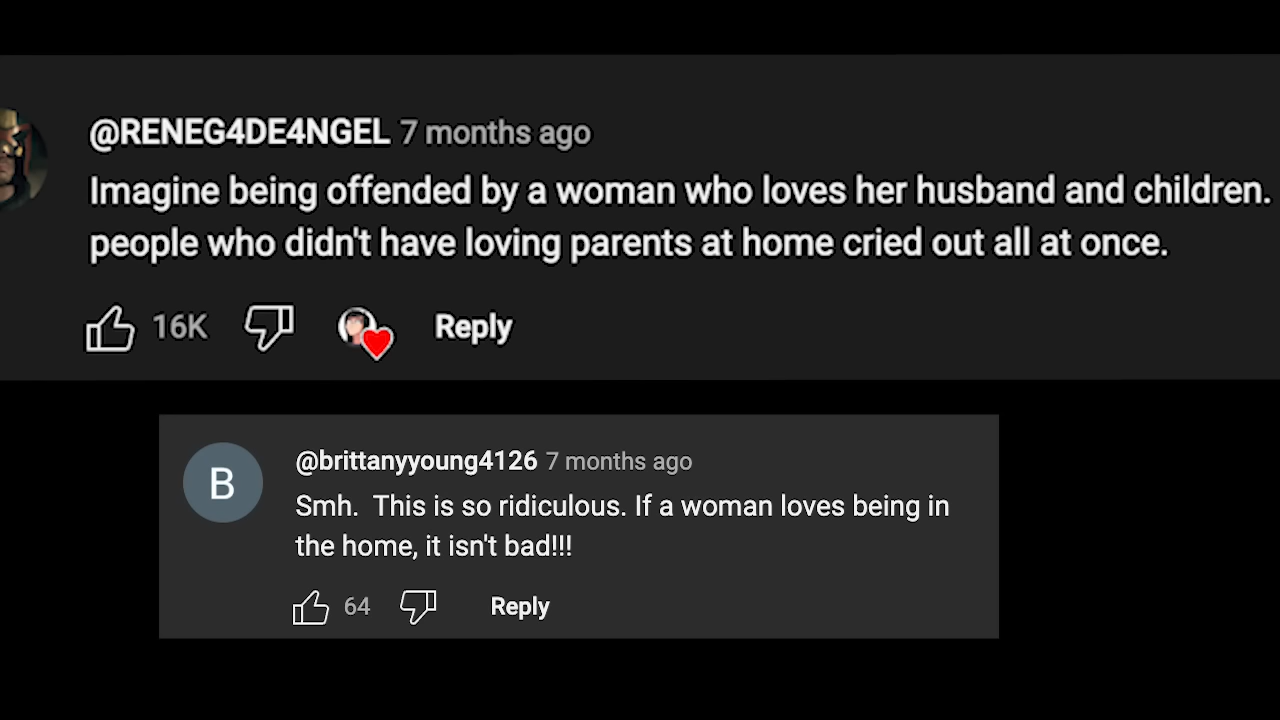 @RENEG4DE4NGEL 7 months ago
Imagine being offended by a woman who loves her husband and children.
people who didn't have loving parents at home cried out all at once.
16K Reply
B
@brittanyyoung4126 7 months ago
Smh.  This is so ridiculous. If a woman loves being in
the home, it isn't bad!!!
64 Reply